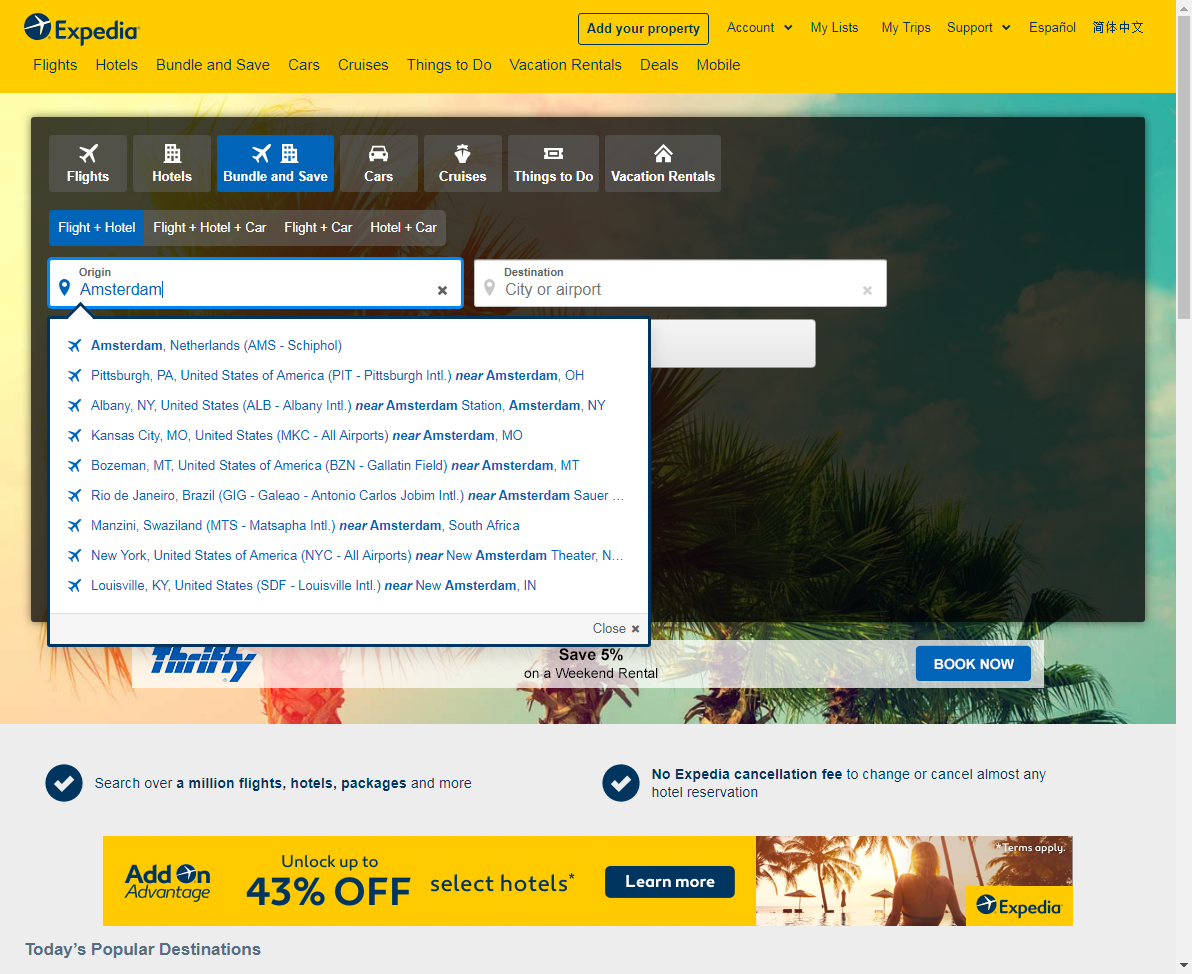 Expedia
Add your property
Account
My Lists
My Trips
Support
Español
简体中文
Flights
Hotels
Bundle and Save
Cars
Cruises
Things to Do
Vacation Rentals
Deals
Mobile
Flights
Hotels
Bundle and Save
Cars
Cruises
Things to Do
Vacation Rentals
Flight + Hotel
Flight + Hotel + Car
Flight + Car
Hotel + Car
Origin
Amsterdam
Destination
City or airport
Amsterdam, Netherlands (AMS - Schiphol)
Pittsburgh, PA, United States of America (PIT - Pittsburgh Intl.) near Amsterdam, OH
Albany, NY, United States (ALB - Albany Intl.) near Amsterdam Station, Amsterdam, NY
Kansas City, MO, United States (MKC - All Airports) near Amsterdam, MO
Bozeman, MT, United States of America (BZN - Gallatin Field) near Amsterdam, MT
Rio de Janeiro, Brazil (GIG - Galeao - Antonio Carlos Jobim Intl.) near Amsterdam Sauer ...
Manzini, Swaziland (MTS - Matsapha Intl.) near Amsterdam, South Africa
New York, United States of America (NYC - All Airports) near New Amsterdam Theater, N...
Louisville, KY, United States (SDF - Louisville Intl.) near New Amsterdam, IN
Close
Thrifty
Save 5%
on a Weekend Rental
BOOK NOW
Search over a million flights, hotels, packages and more
No Expedia cancellation fee to change or cancel almost any
hotel reservation
Add On
Advantage
Unlock up to
43% OFF
select hotels*
Learn more
*Terms apply.
Expedia
Today's Popular Destinations